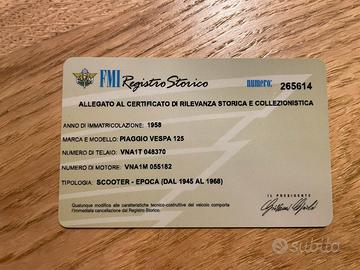 FMI Registro Storico numero: 265614
ALLEGATO AL CERTIFICATO DI RILEVANZA STORICA E COLLEZIONISTICA
ANNO DI IMMATRICOLAZIONE: 1958
MARCA E MODELLO: PIAGGIO VESPA 125
NUMERO DI TELAIO: VNA1T 048370
NUMERO DI MOTORE: VNA1M 055182
TIPOLOGIA: SCOOTER - EPOCA (DAL 1945 AL 1968)
IL PRESIDENTE
Qualunque modifica alle caratteristiche tecnico-costruttive del veicolo comporta
l'immediata cancellazione dal Registro Storico.
subito